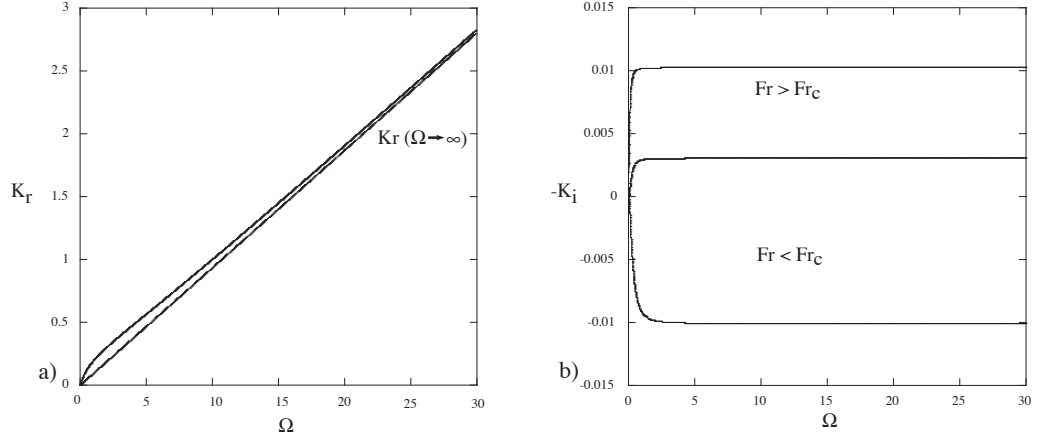 3
2.5
2
Kr (Ω→∞)
K_r
1.5
1
0.5
0
a)
0 5 10 15 20 25 30
Ω
0.015
0.01
Fr > Fr_c
0.005
-K_i
0
-0.005
Fr < Fr_c
-0.01
-0.015
b)
0 5 10 15 20 25 30
Ω